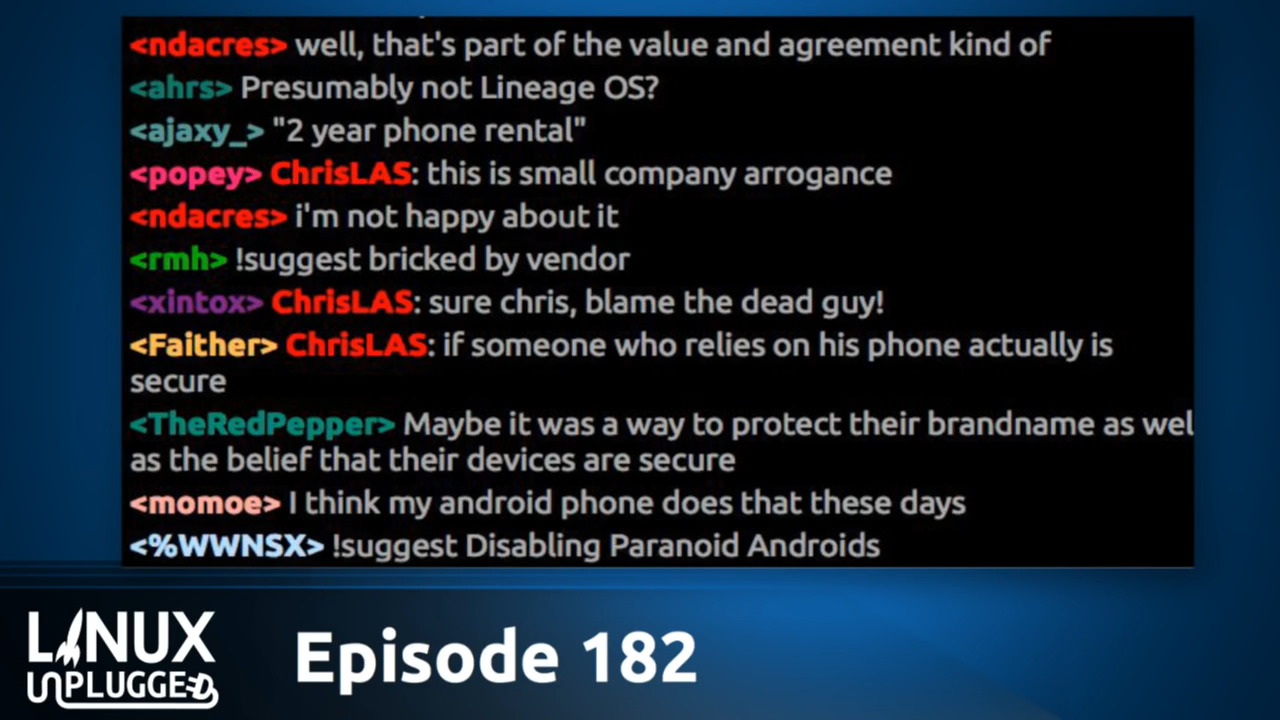 <ndacres> well, that's part of the value and agreement kind of
<ahrs> Presumably not Lineage OS?
<ajaxy_> "2 year phone rental"
<popey> ChrisLAS: this is small company arrogance
<ndacres> i'm not happy about it
<rmh> !suggest bricked by vendor
<xintox> ChrisLAS: sure chris, blame the dead guy!
<Faither> ChrisLAS: if someone who relies on his phone actually is
secure
<TheRedPepper> Maybe it was a way to protect their brandname as wel
as the belief that their devices are secure
<momoe> I think my android phone does that these days
<%WWNSX> !suggest Disabling Paranoid Androids
LINUX
UNPLUGGED
Episode 182